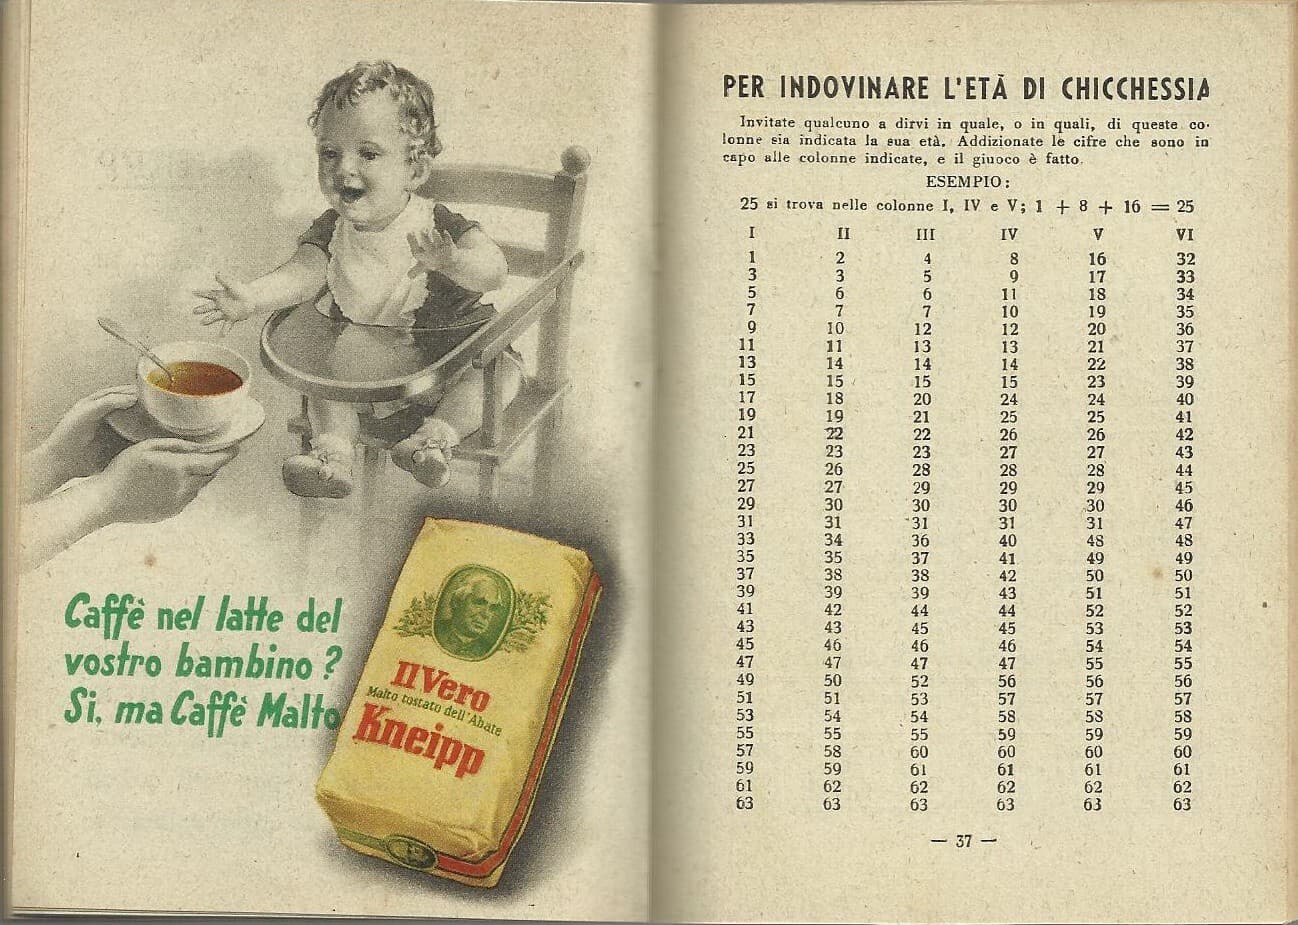 Caffè nel latte del
vostro bambino?
Si, ma Caffè Malto
Il Vero
Malto tostato dell'Abate
Kneipp
PER INDOVINARE L'ETÀ DI CHICCHESSIA
Invitate qualcuno a dirvi in quale, o in quali, di queste co-
lonne sia indicata la sua età. Addizionate le cifre che sono in
capo alle colonne indicate, e il giuoco è fatto.
ESEMPIO:
25 si trova nelle colonne I, IV e V; 1 + 8 + 16 = 25
I II III IV V VI
1 2 4 8 16 32
3 3 5 9 17 33
5 6 6 11 18 34
7 7 7 10 19 35
9 10 12 12 20 36
11 11 13 13 21 37
13 14 14 14 22 38
15 15 15 15 23 39
17 18 20 24 24 40
19 19 21 25 25 41
21 22 22 26 26 42
23 23 23 27 27 43
25 26 28 28 28 44
27 27 29 29 29 45
29 30 30 30 30 46
31 31 31 31 31 47
33 34 36 40 48 48
35 35 37 41 49 49
37 38 38 42 50 50
39 39 39 43 51 51
41 42 44 44 52 52
43 43 45 45 53 53
45 46 46 46 54 54
47 47 47 47 55 55
49 50 52 56 56 56
51 51 53 57 57 57
53 54 54 58 58 58
55 55 55 59 59 59
57 58 60 60 60 60
59 59 61 61 61 61
61 62 62 62 62 62
63 63 63 63 63 63
— 37 —